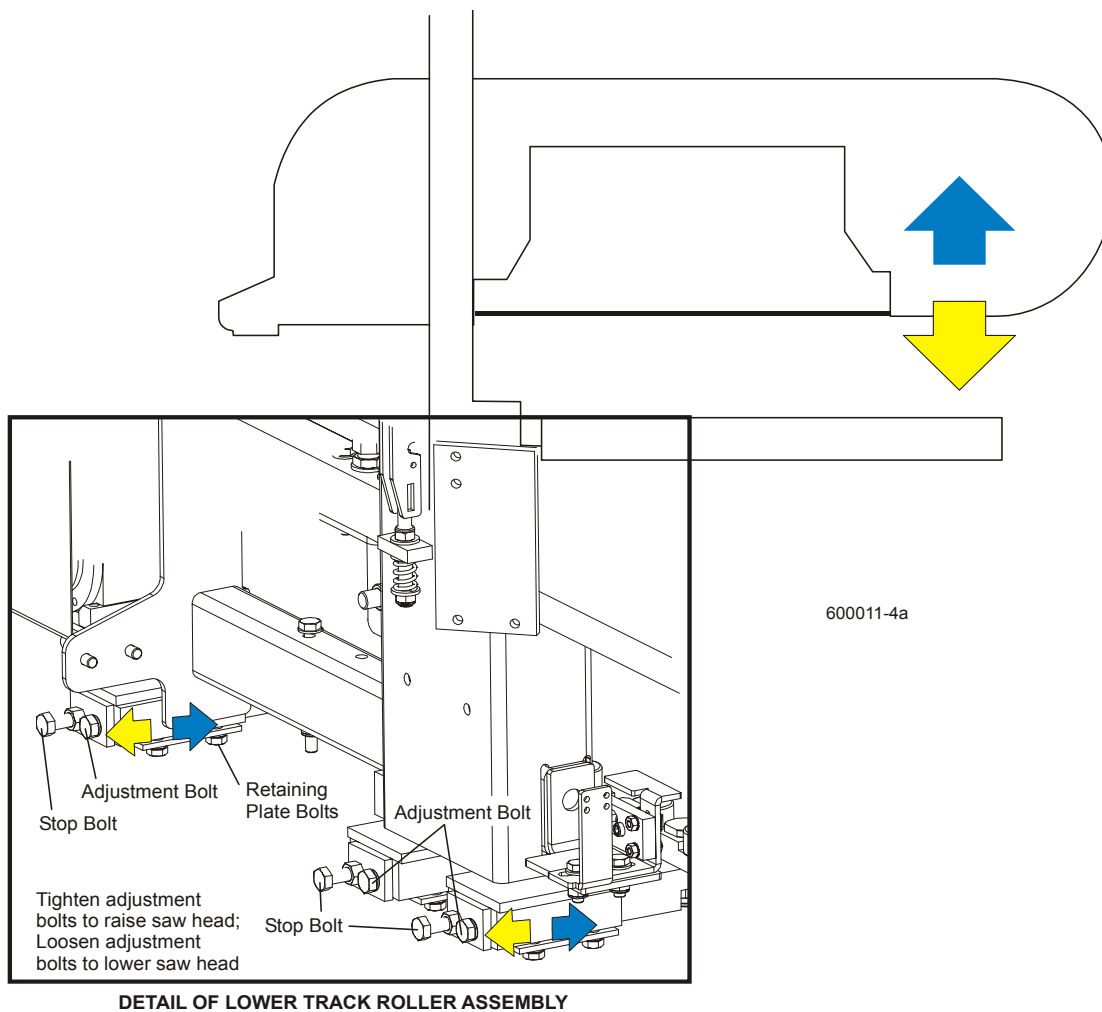 600011-4a
Adjustment Bolt
Stop Bolt
Retaining
Plate Bolts
Adjustment Bolt
Stop Bolt
Tighten adjustment
bolts to raise saw head;
Loosen adjustment
bolts to lower saw head
DETAIL OF LOWER TRACK ROLLER ASSEMBLY